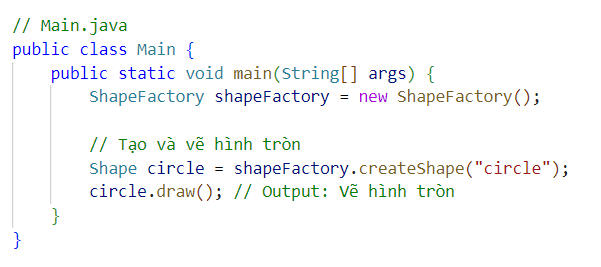 // Main.java
public class Main {
    public static void main(String[] args) {
        ShapeFactory shapeFactory = new ShapeFactory();

        // Tạo và vẽ hình tròn
        Shape circle = shapeFactory.createShape("circle");
        circle.draw(); // Output: Vẽ hình tròn
    }
}